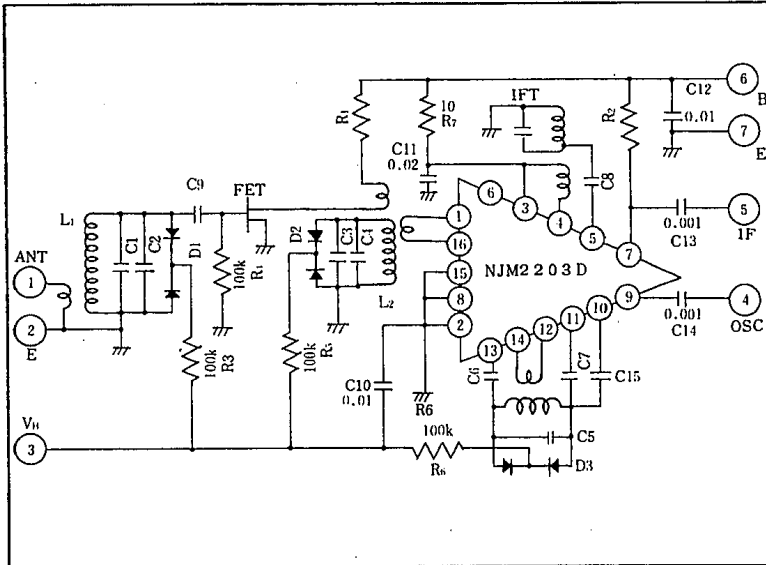 ANT
1
2
E
VH
3
L1
C1
C2
D1
C9
100k
R4
100k
R3
FET
R1
10
R7
C11
0.02
IFT
C8
R2
C12
0.01
6
B
7
E
0.001
C13
5
1F
D2
C3
C4
L2
100k
C10
0.01
R6
1
16
15
8
2
6
3
4
5
7
NJM2203D
9
10
11
12
14
13
0.001
C14
4
OSC
C6
C7
C15
C5
D3
100k
R6